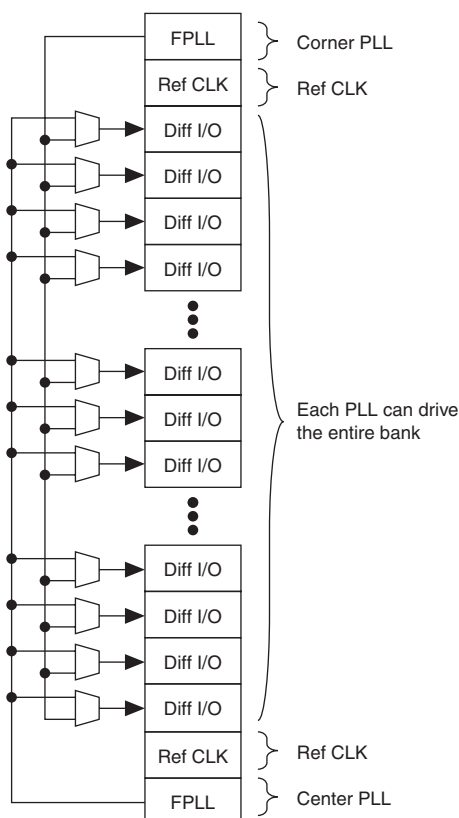 FPLL
Corner PLL
Ref CLK
Ref CLK
Diff I/O
Diff I/O
Diff I/O
Diff I/O
Diff I/O
Diff I/O
Diff I/O
Each PLL can drive
the entire bank
Diff I/O
Diff I/O
Diff I/O
Diff I/O
Ref CLK
Ref CLK
FPLL
Center PLL